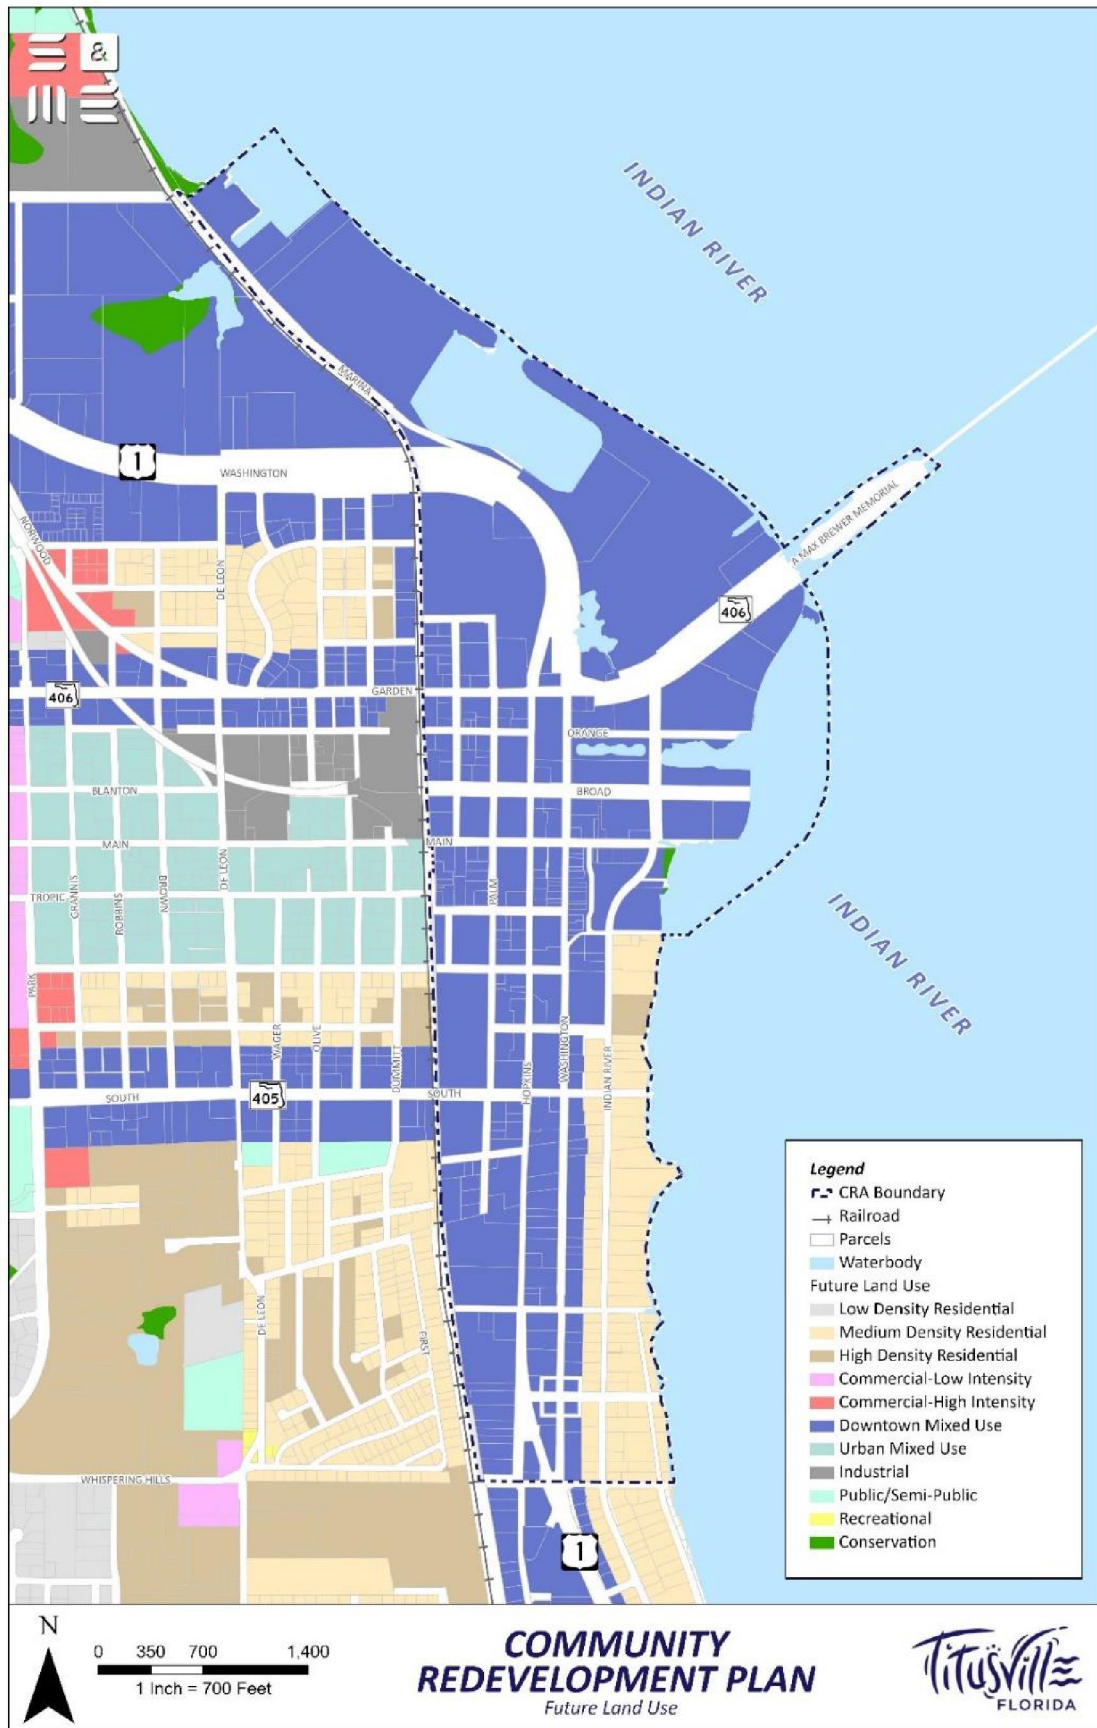 &
INDIAN RIVER
MARINA
1
WASHINGTON
NORWOOD
DE LEON
A MAX BREWER MEMORIAL
406
406
GARDEN
ORANGE
BLANTON
BROAD
MAIN
MAIN
DE LEON
PALM
TROPIC
GRANNIS
ROBBINS
BROWN
INDIAN RIVER
PARK
WAGER
OLIVE
DUMMITT
HOPKINS
WASHINGTON
INDIAN RIVER
SOUTH
405
SOUTH
DE LEON
FIRST
WHISPERING HILLS
1
Legend
CRA Boundary
Railroad
Parcels
Waterbody
Future Land Use
Low Density Residential
Medium Density Residential
High Density Residential
Commercial-Low Intensity
Commercial-High Intensity
Downtown Mixed Use
Urban Mixed Use
Industrial
Public/Semi-Public
Recreational
Conservation
N
0 350 700 1,400
1 Inch = 700 Feet
COMMUNITY
REDEVELOPMENT PLAN
Future Land Use
Titusville
FLORIDA